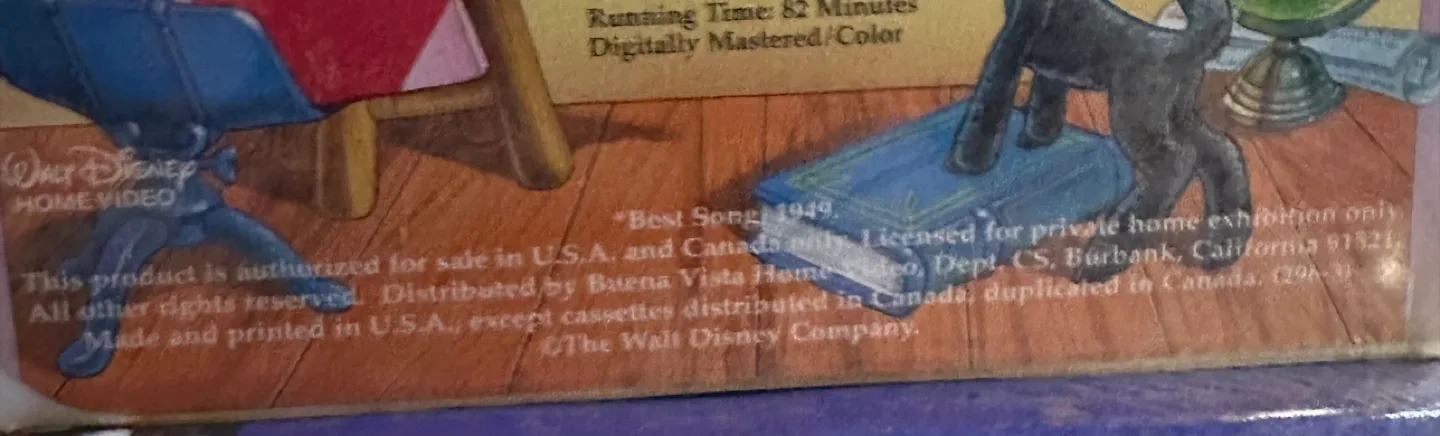 Running Time: 82 Minutes
Digitally Mastered/Color
WALT DISNEY
HOME VIDEO
*Best Song, 1949.
This product is authorized for sale in U.S.A. and Canada only. Licensed for private home exhibition only.
All other rights reserved. Distributed by Buena Vista Home Video, Dept. CS, Burbank, California 91521.
Made and printed in U.S.A., except cassettes distributed in Canada, duplicated in Canada.
©The Walt Disney Company.